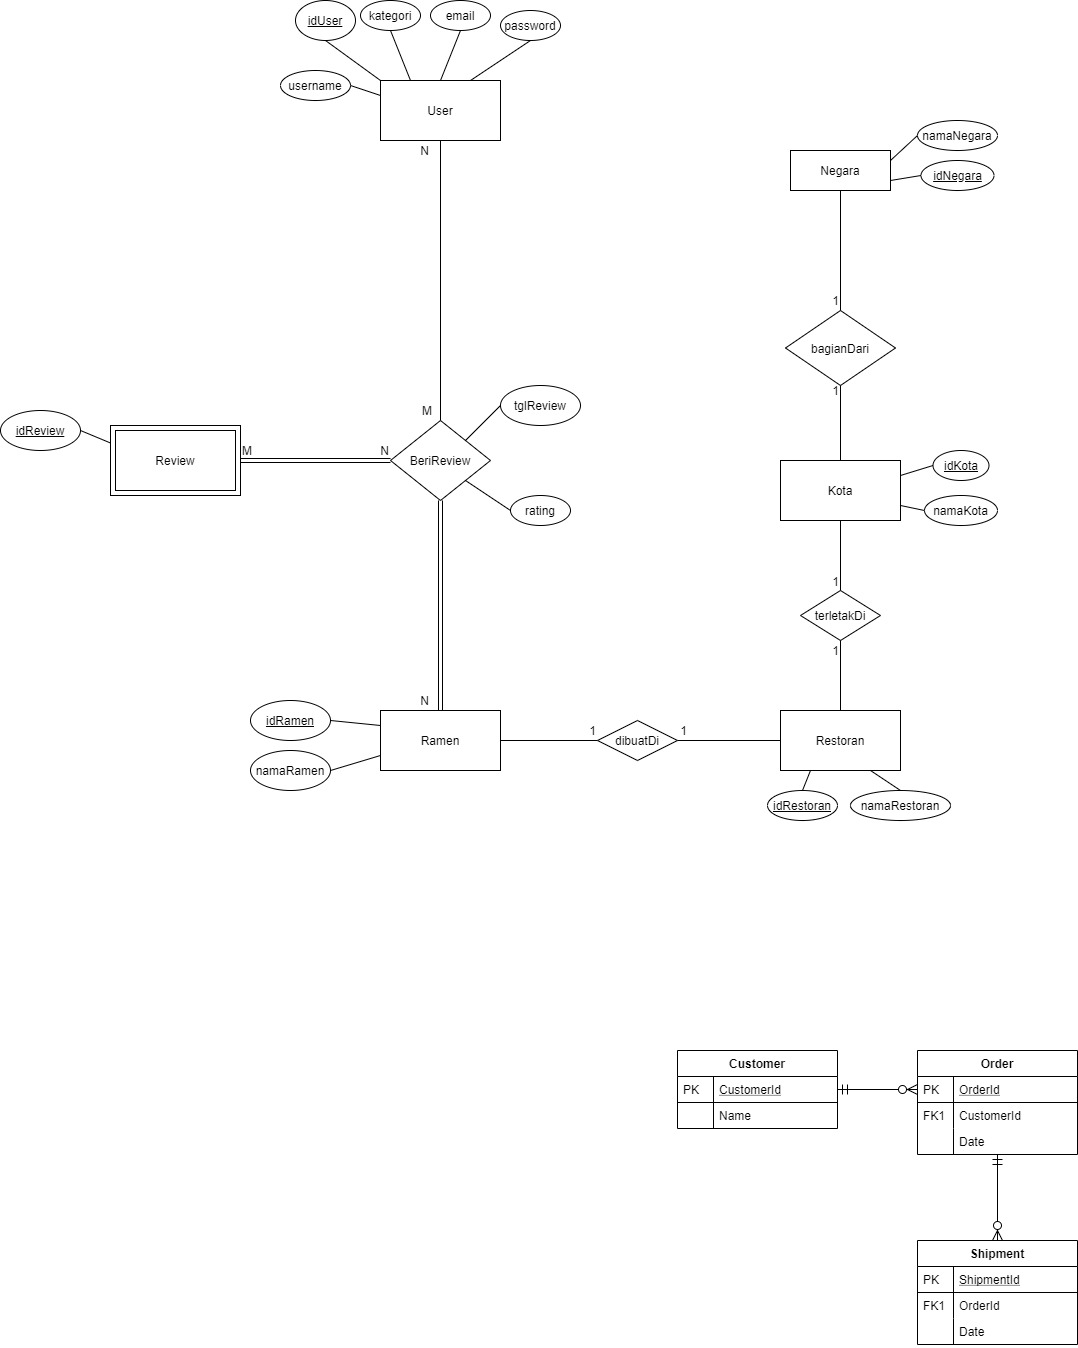 idUser
kategori
email
password
username
User
N
namaNegara
Negara
idNegara
1
bagianDari
1
M
tglReview
idReview
M
N
Review
BeriReview
rating
idKota
Kota
namaKota
1
terletakDi
1
N
idRamen
Ramen
namaRamen
1
dibuatDi
1
Restoran
idRestoran
namaRestoran
Customer
PK CustomerId
Name
Order
PK OrderId
FK1 CustomerId
Date
Shipment
PK ShipmentId
FK1 OrderId
Date